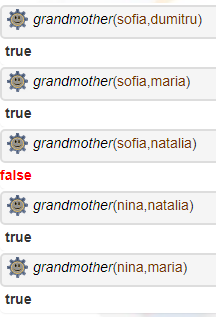 grandmother(sofia,dumitru)
true
grandmother(sofia,maria)
true
grandmother(sofia,natalia)
false
grandmother(nina,natalia)
true
grandmother(nina,maria)
true